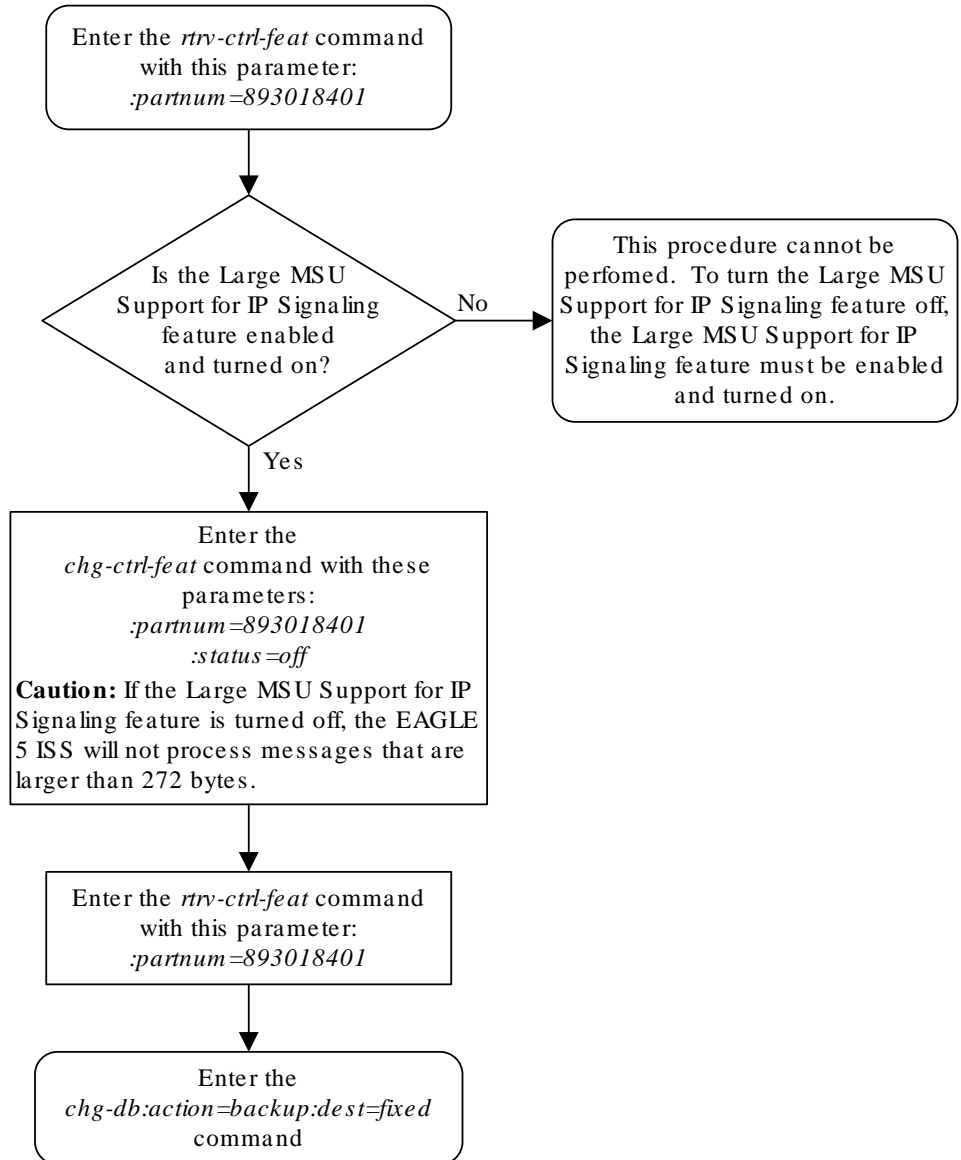 Enter the rtrv-ctrl-feat command
with this parameter:
:partnum=893018401
Is the Large MSU
Support for IP Signaling
feature enabled
and turned on?
No
This procedure cannot be
perfomed. To turn the Large MSU
Support for IP Signaling feature off,
the Large MSU Support for IP
Signaling feature must be enabled
and turned on.
Yes
Enter the
chg-ctrl-feat command with these
parameters:
:partnum=893018401
:status=off
Caution: If the Large MSU Support for IP
Signaling feature is turned off, the EAGLE
5 ISS will not process messages that are
larger than 272 bytes.
Enter the rtrv-ctrl-feat command
with this parameter:
:partnum=893018401
Enter the
chg-db:action=backup:dest=fixed
command